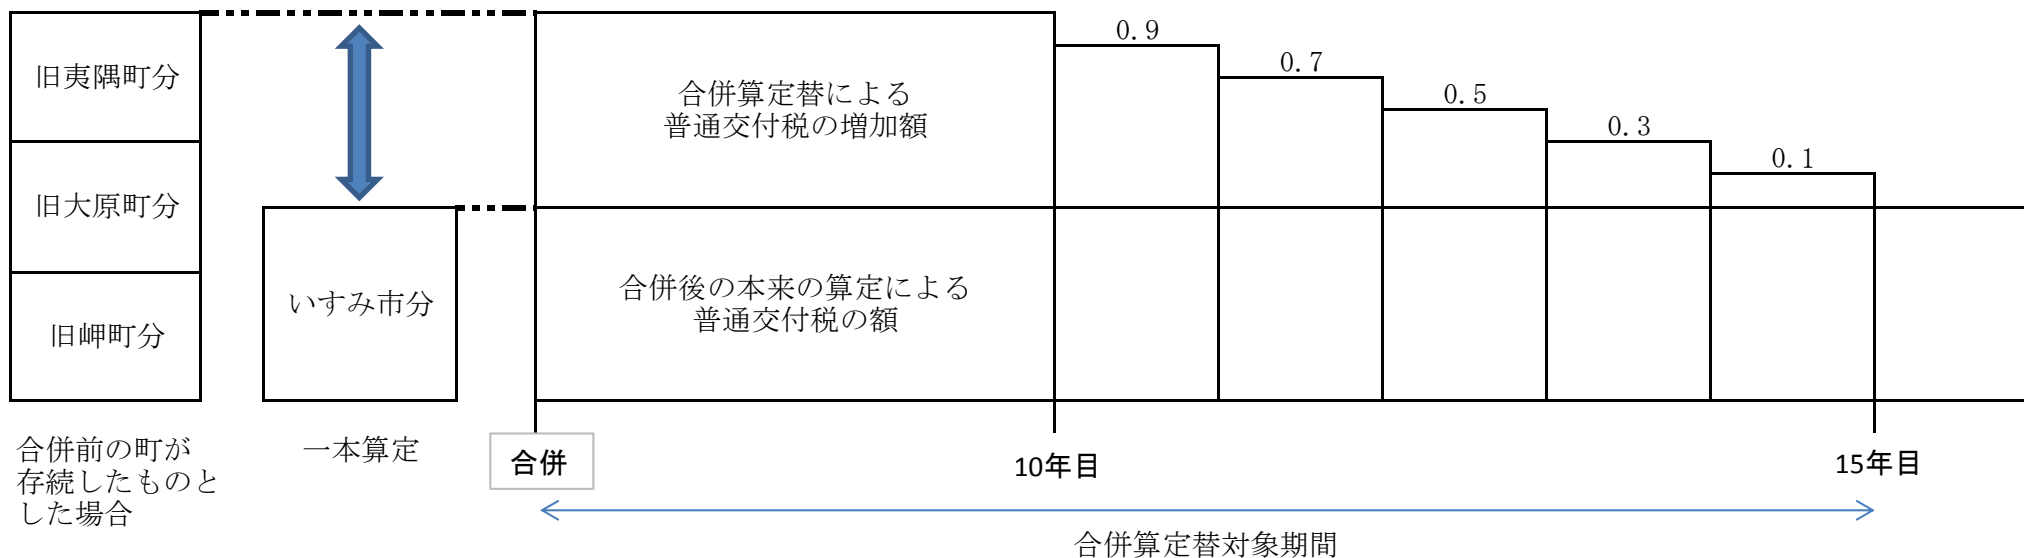 旧夷隅町分
旧大原町分
旧岬町分
合併前の町が
存続したものと
した場合
いすみ市分
一本算定
合併算定替による
普通交付税の増加額
合併後の本来の算定による
普通交付税の額
0.9
0.7
0.5
0.3
0.1
合併
10年目
15年目
合併算定替対象期間